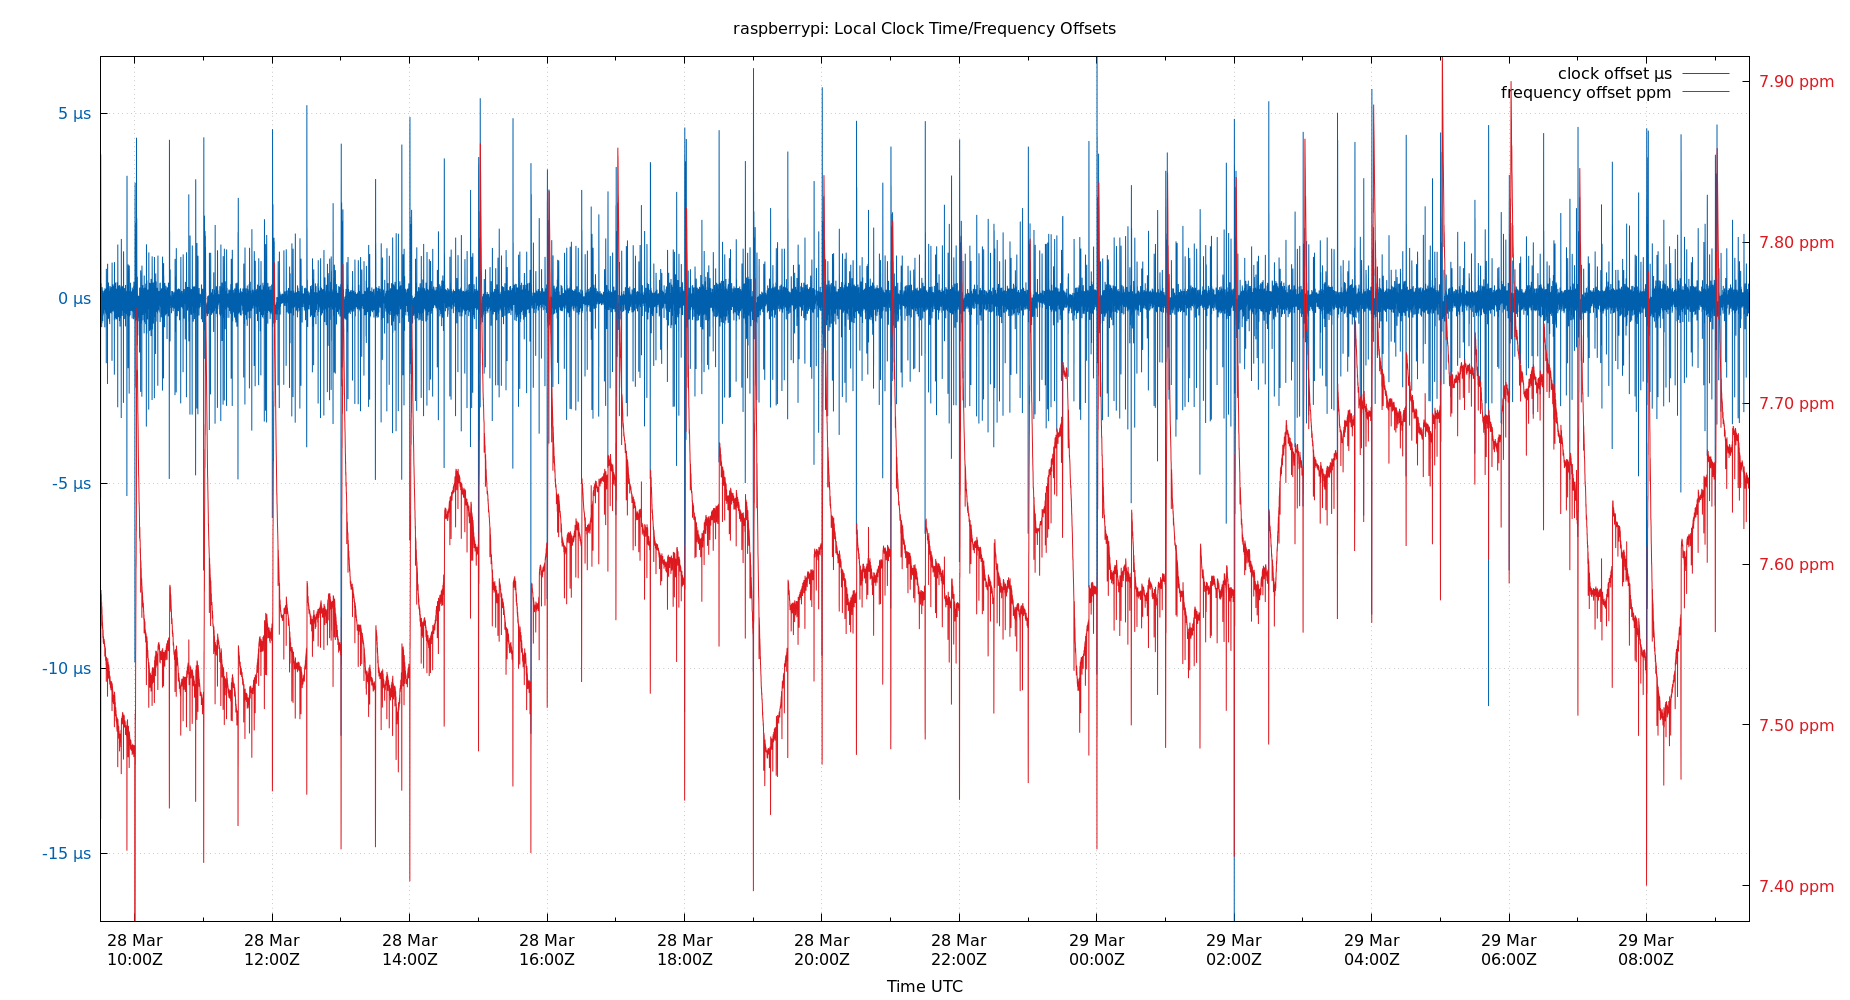 raspberrypi: Local Clock Time/Frequency Offsets
clock offset µs
frequency offset ppm
5 µs
0 µs
-5 µs
-10 µs
-15 µs
7.90 ppm
7.80 ppm
7.70 ppm
7.60 ppm
7.50 ppm
7.40 ppm
28 Mar 28 Mar 28 Mar 28 Mar 28 Mar 28 Mar 28 Mar 29 Mar 29 Mar 29 Mar 29 Mar 29 Mar
10:00Z 12:00Z 14:00Z 16:00Z 18:00Z 20:00Z 22:00Z 00:00Z 02:00Z 04:00Z 06:00Z 08:00Z
Time UTC